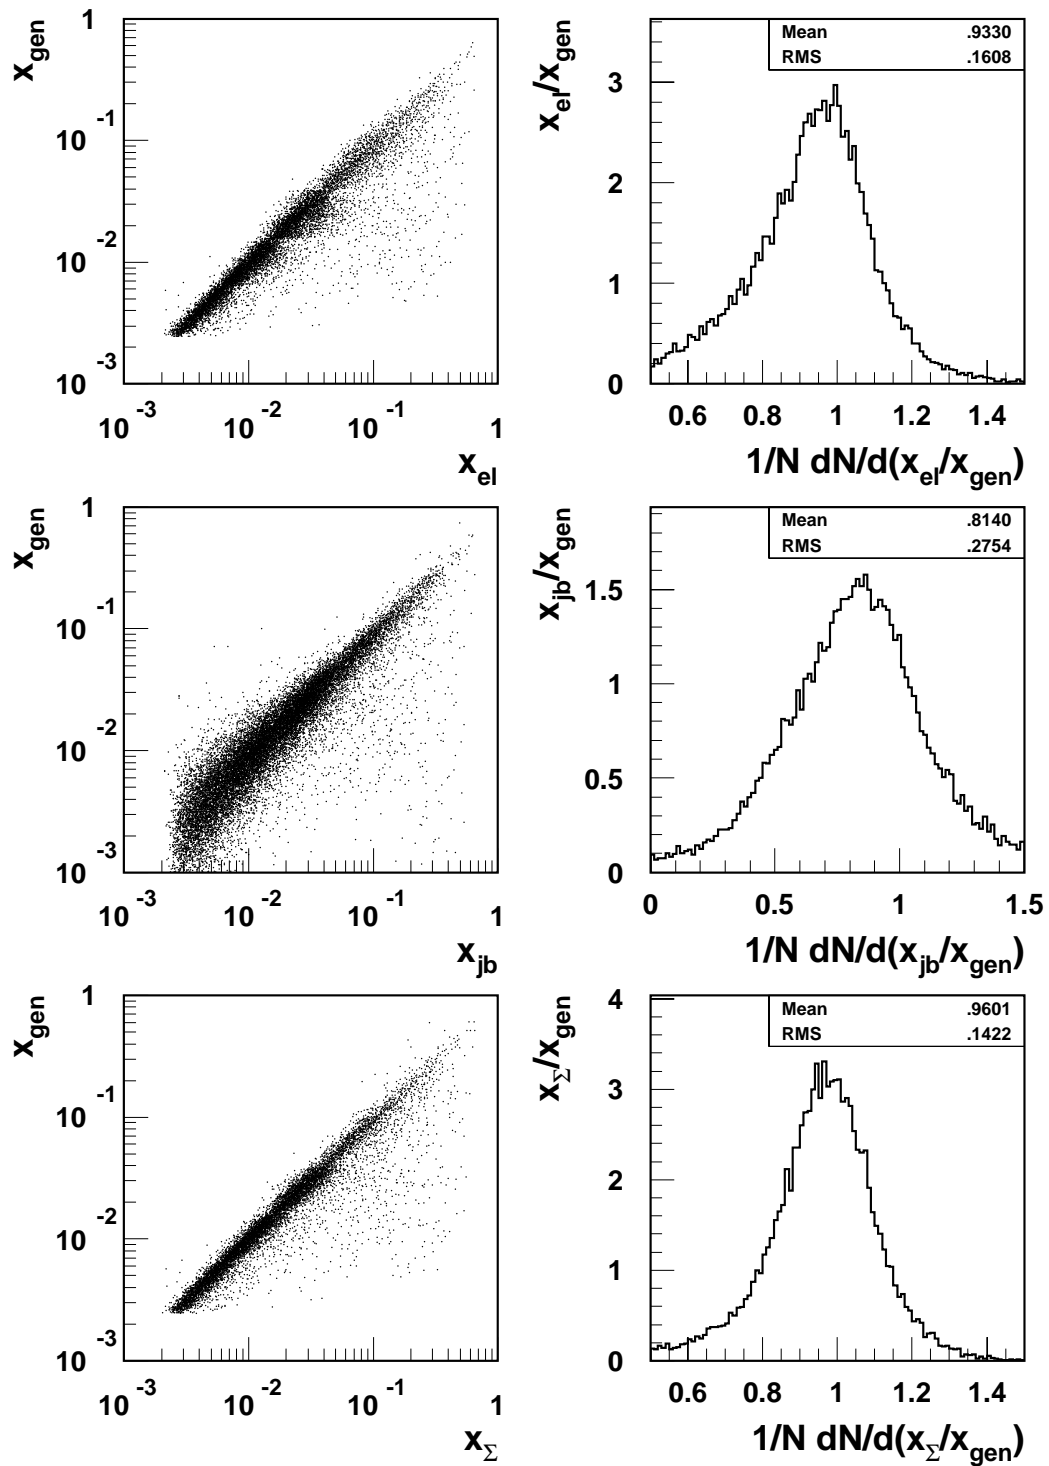 x_gen
1
10^-1
10^-2
10^-3
10^-3 10^-2 10^-1 1
x_el
x_el/x_gen
Mean .9330
RMS .1608
3
2
1
0
0.6 0.8 1 1.2 1.4
1/N dN/d(x_el/x_gen)
x_gen
1
10^-1
10^-2
10^-3
10^-3 10^-2 10^-1 1
x_jb
x_jb/x_gen
Mean .8140
RMS .2754
1.5
1
0.5
0
0 0.5 1 1.5
1/N dN/d(x_jb/x_gen)
x_gen
1
10^-1
10^-2
10^-3
10^-3 10^-2 10^-1 1
x_Σ
x_Σ/x_gen
Mean .9601
RMS .1422
4
3
2
1
0
0.6 0.8 1 1.2 1.4
1/N dN/d(x_Σ/x_gen)